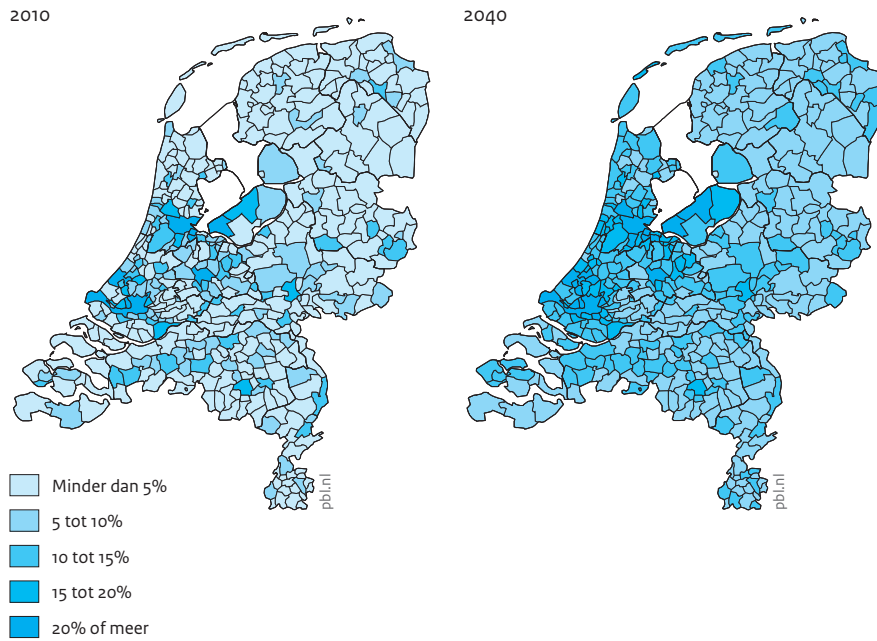 2010
2040
pbl.nl
pbl.nl
Minder dan 5%
5 tot 10%
10 tot 15%
15 tot 20%
20% of meer